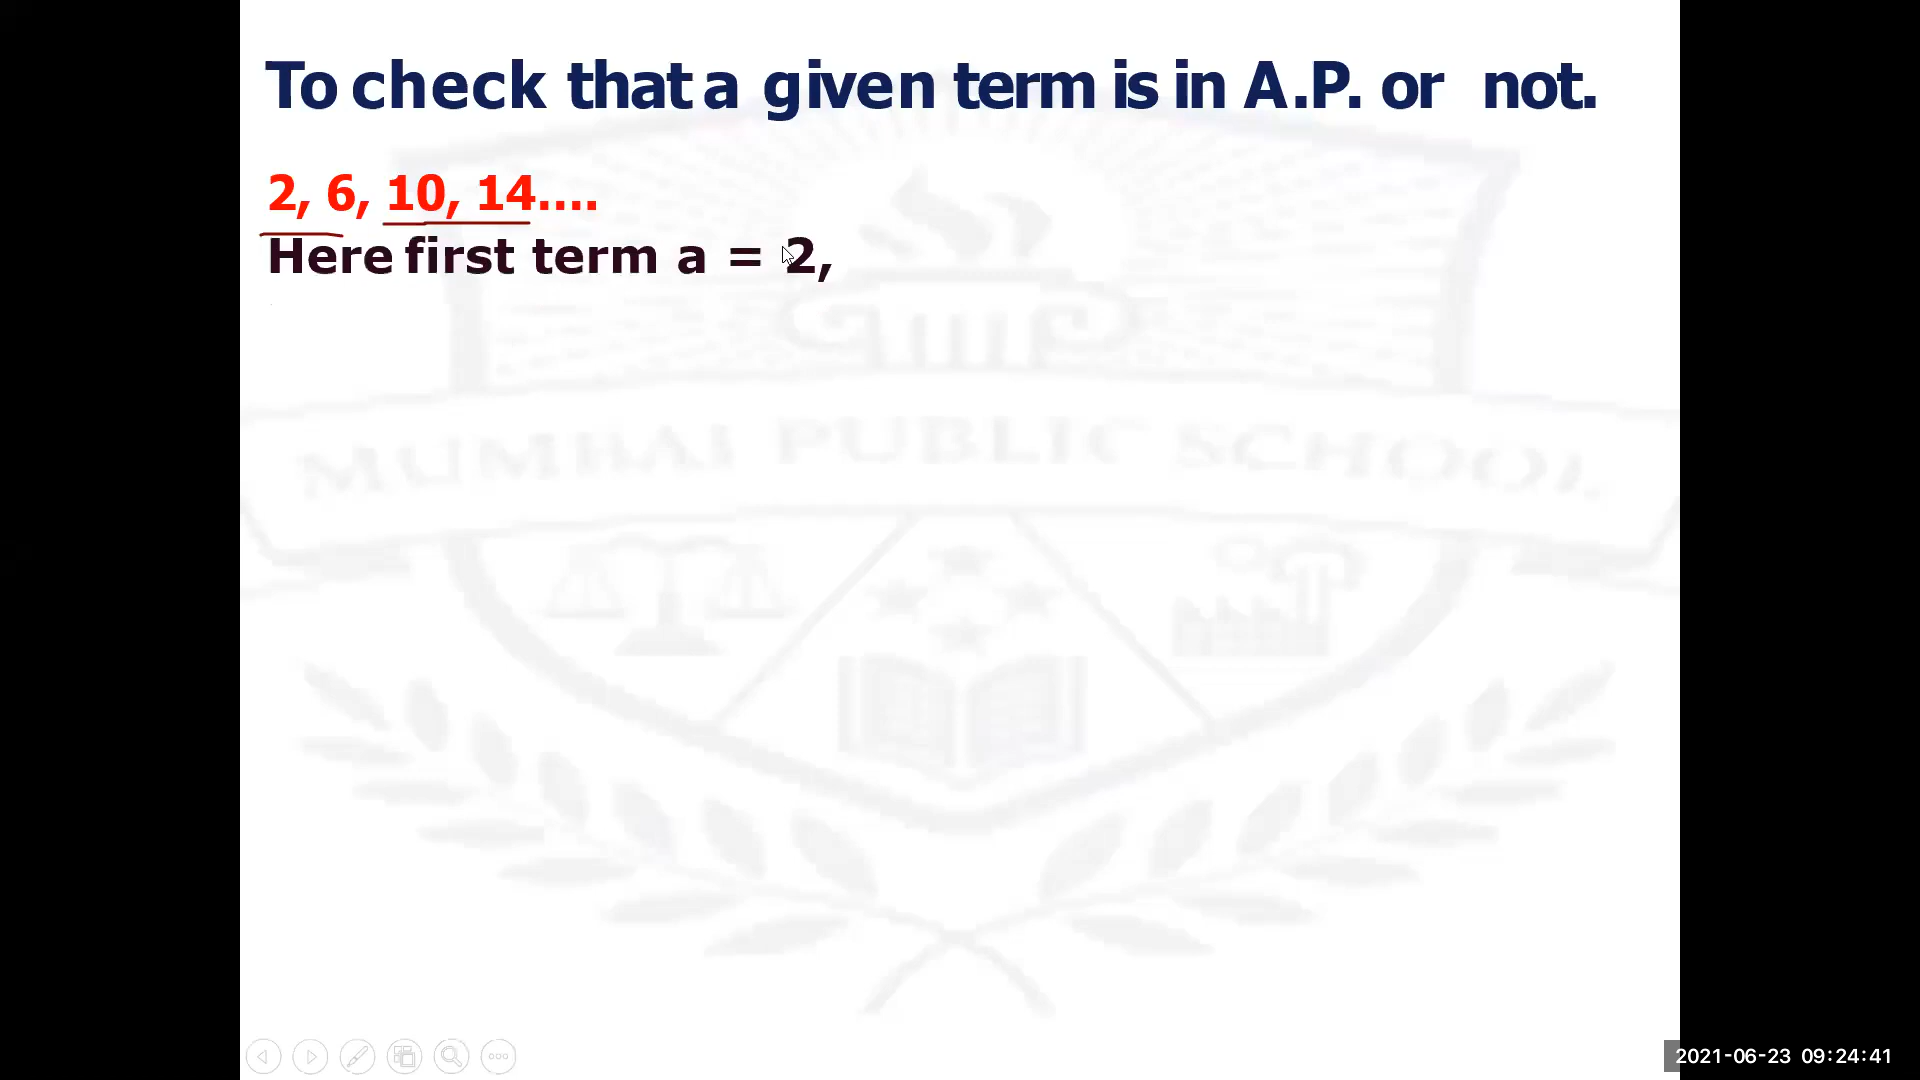 To check that a given term is in A.P. or not.
2, 6, 10, 14....
Here first term a = 2,
MUMBAI PUBLIC SCHOOL
2021-06-23 09:24:41